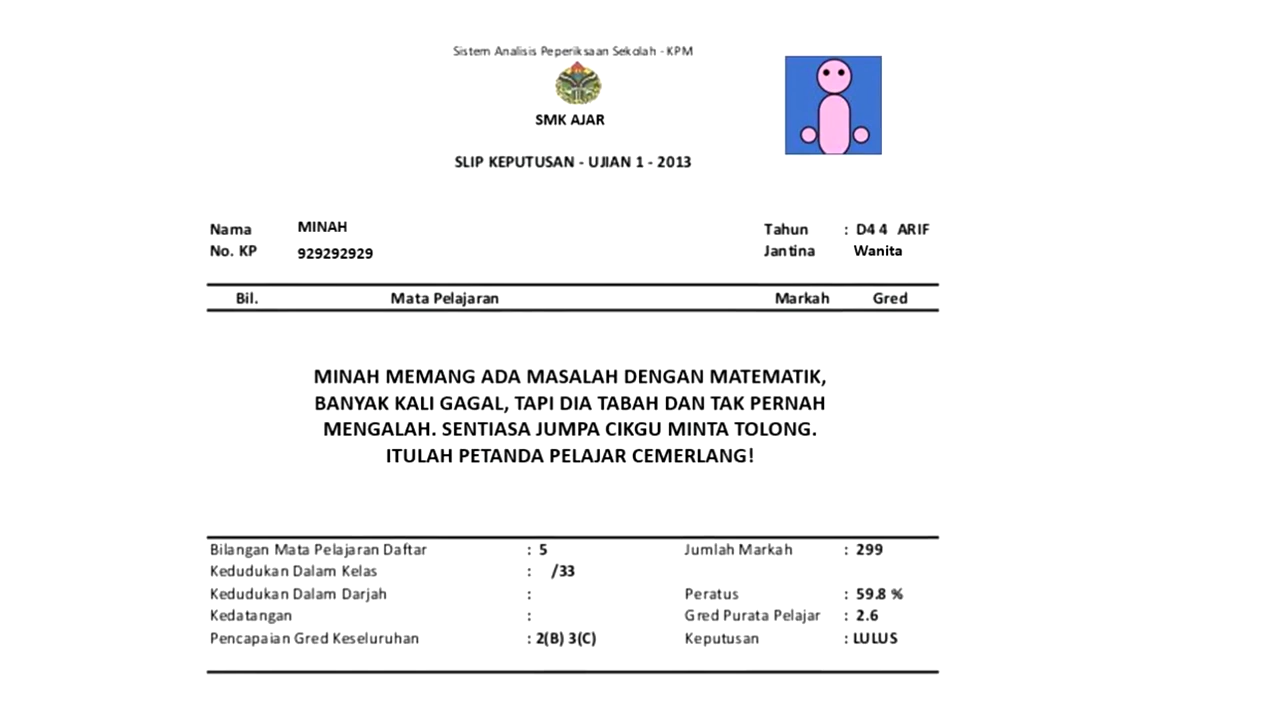 Sistem Analisis Peperiksaan Sekolah - KPM
SMK AJAR
SLIP KEPUTUSAN - UJIAN 1 - 2013
Nama MINAH Tahun : D4 4 ARIF
No. KP 929292929 Jantina Wanita
Bil. Mata Pelajaran Markah Gred
MINAH MEMANG ADA MASALAH DENGAN MATEMATIK,
BANYAK KALI GAGAL, TAPI DIA TABAH DAN TAK PERNAH
MENGALAH. SENTIASA JUMPA CIKGU MINTA TOLONG.
ITULAH PETANDA PELAJAR CEMERLANG!
Bilangan Mata Pelajaran Daftar : 5 Jumlah Markah : 299
Kedudukan Dalam Kelas : /33
Kedudukan Dalam Darjah : Peratus : 59.8 %
Kedatangan : Gred Purata Pelajar : 2.6
Pencapaian Gred Keseluruhan : 2(B) 3(C) Keputusan : LULUS